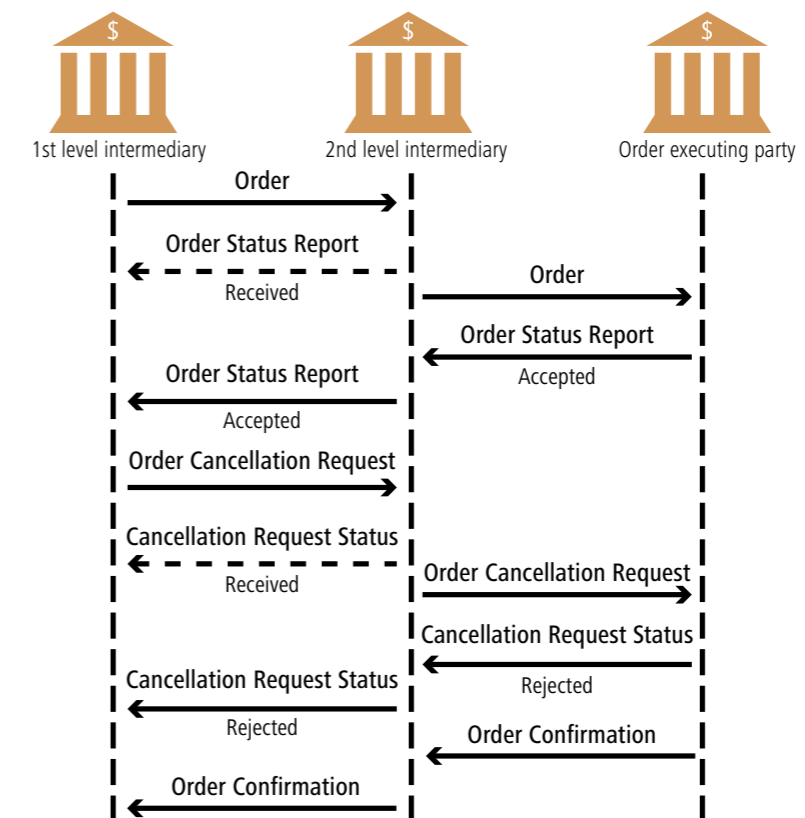 $ $ $
1st level intermediary 2nd level intermediary Order executing party
Order
Order Status Report
Received
Order
Order Status Report
Accepted
Order Status Report
Accepted
Order Cancellation Request
Cancellation Request Status
Received
Order Cancellation Request
Cancellation Request Status
Rejected
Cancellation Request Status
Rejected
Order Confirmation
Order Confirmation